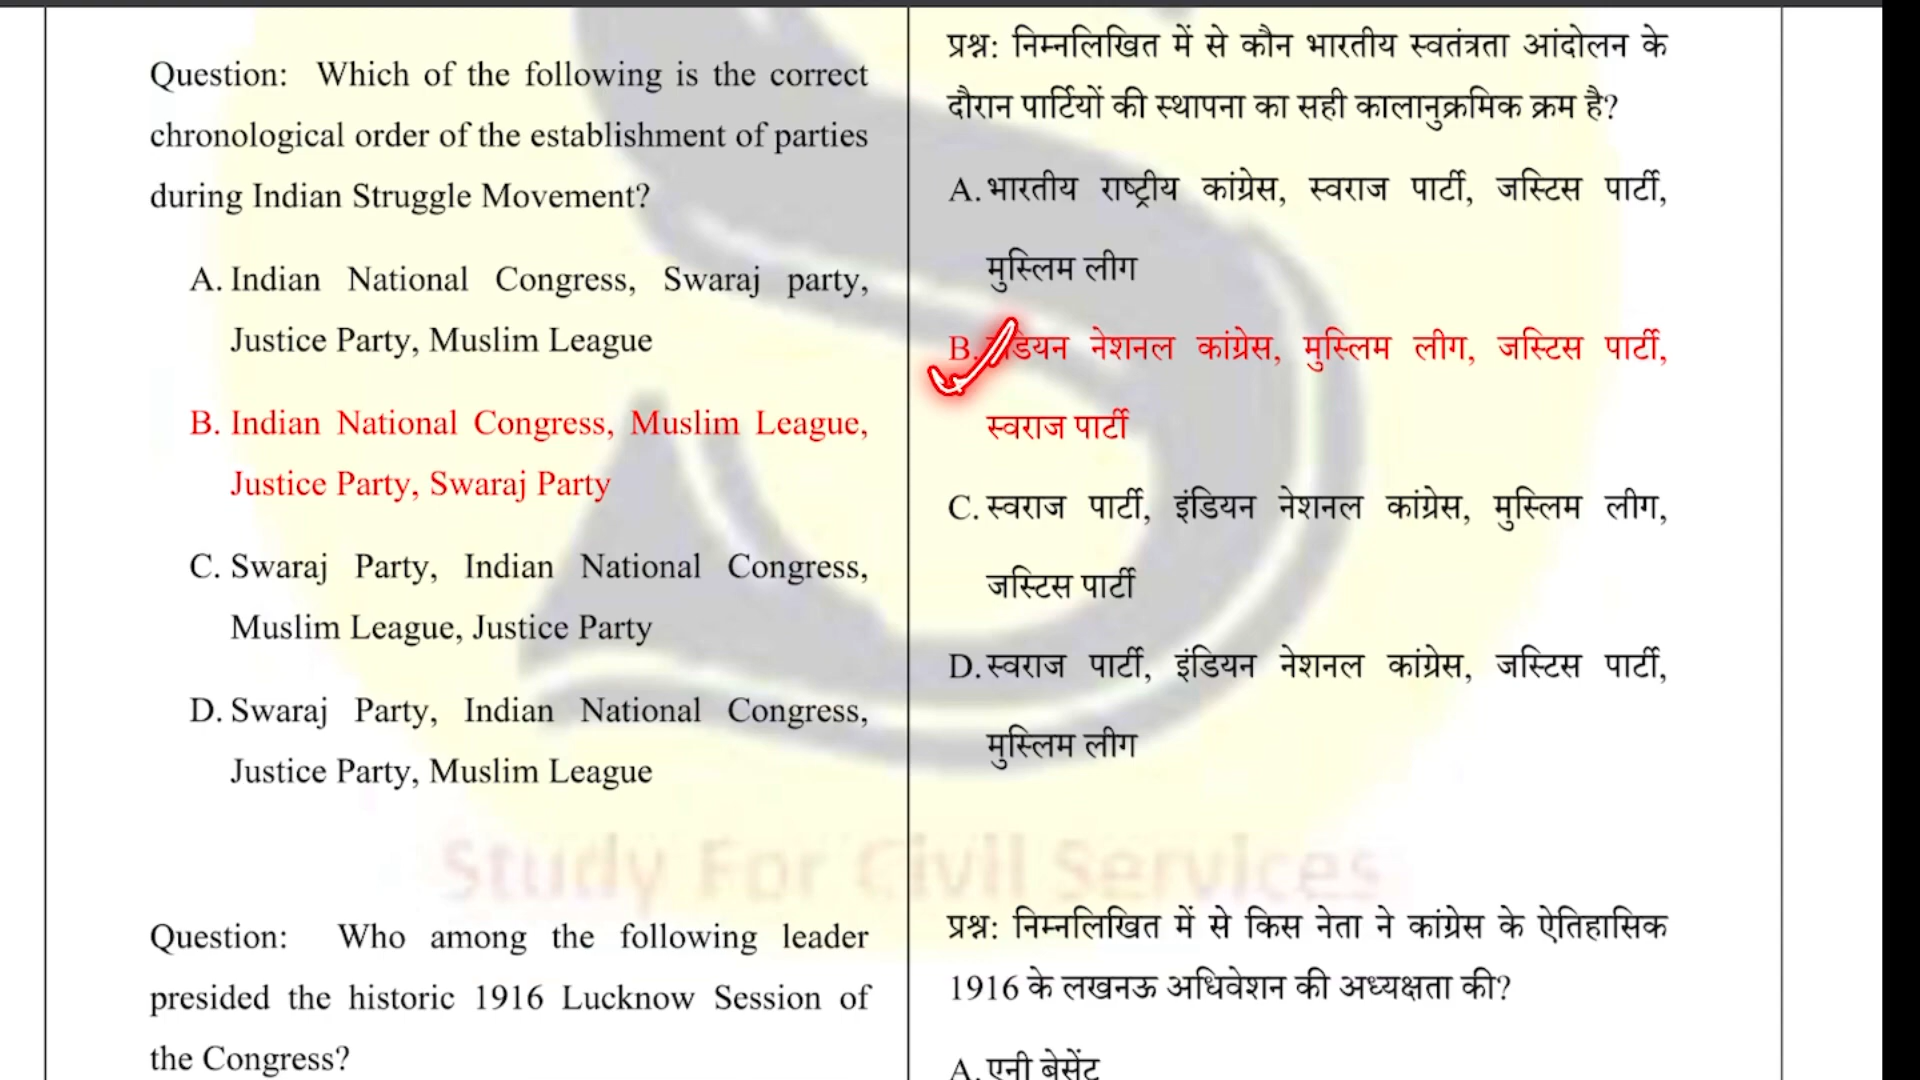 Question: Which of the following is the correct
chronological order of the establishment of parties
during Indian Struggle Movement?
A. Indian National Congress, Swaraj party,
Justice Party, Muslim League
B. Indian National Congress, Muslim League,
Justice Party, Swaraj Party
C. Swaraj Party, Indian National Congress,
Muslim League, Justice Party
D. Swaraj Party, Indian National Congress,
Justice Party, Muslim League
Question: Who among the following leader
presided the historic 1916 Lucknow Session of
the Congress?
प्रश्न: निम्नलिखित में से कौन भारतीय स्वतंत्रता आंदोलन के
दौरान पार्टियों की स्थापना का सही कालानुक्रमिक क्रम है?
A. भारतीय राष्ट्रीय कांग्रेस, स्वराज पार्टी, जस्टिस पार्टी,
मुस्लिम लीग
B. इंडियन नेशनल कांग्रेस, मुस्लिम लीग, जस्टिस पार्टी,
स्वराज पार्टी
C. स्वराज पार्टी, इंडियन नेशनल कांग्रेस, मुस्लिम लीग,
जस्टिस पार्टी
D. स्वराज पार्टी, इंडियन नेशनल कांग्रेस, जस्टिस पार्टी,
मुस्लिम लीग
प्रश्न: निम्नलिखित में से किस नेता ने कांग्रेस के ऐतिहासिक
1916 के लखनऊ अधिवेशन की अध्यक्षता की?
A. एनी बेसेंट
Study For Civil Services